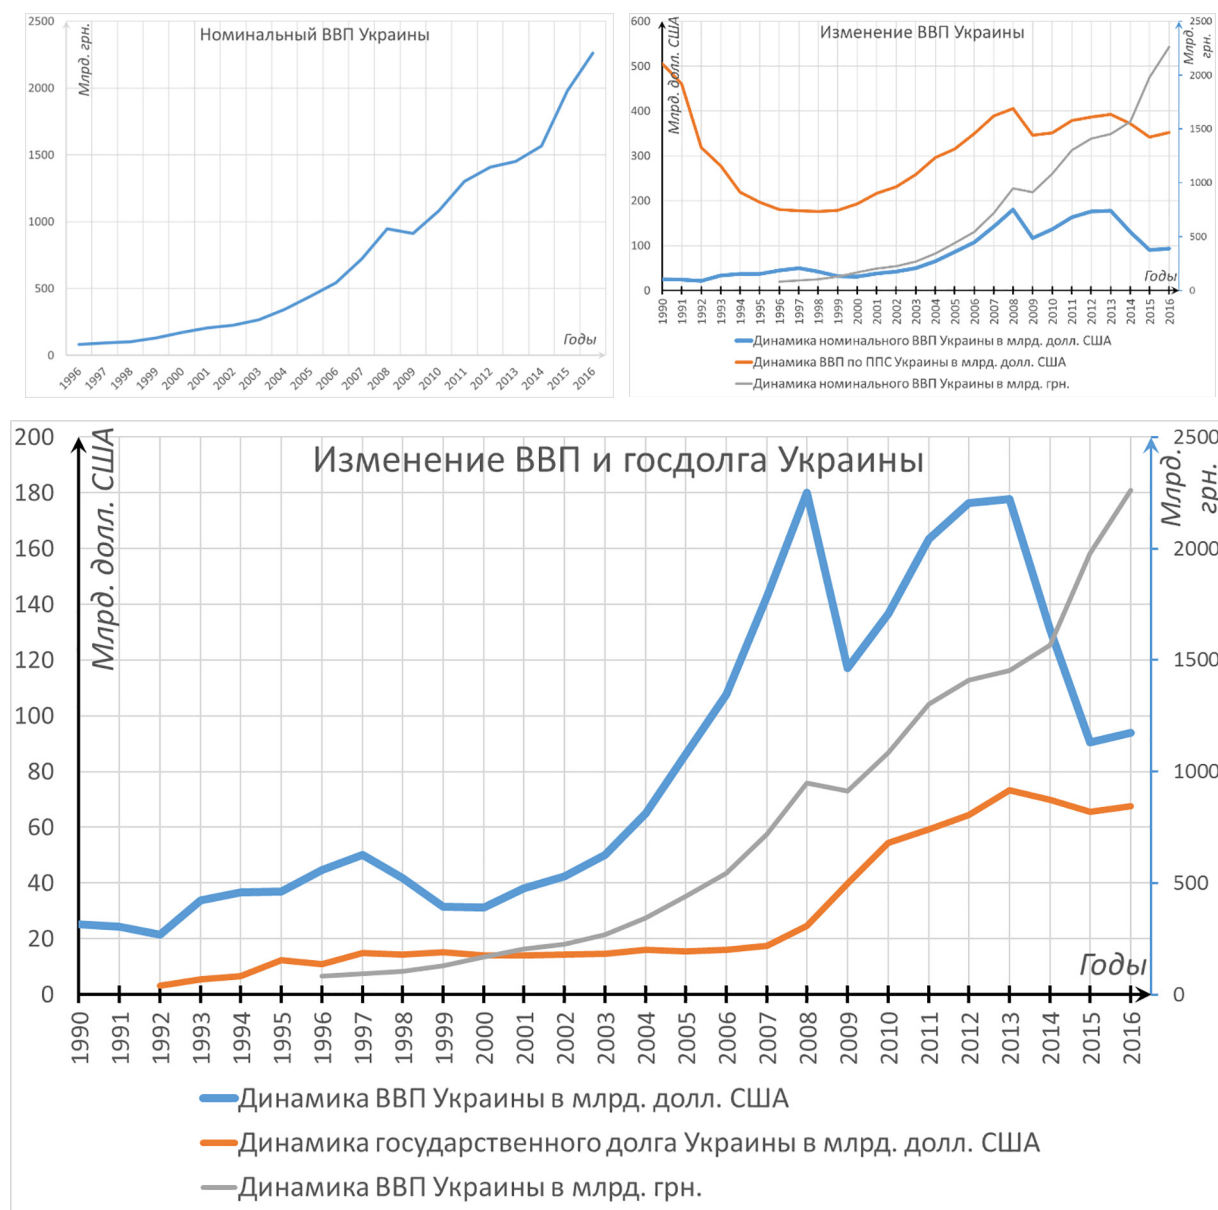 Номинальный ВВП Украины
Млрд. грн.
2500
2000
1500
1000
500
0
Годы
1996 1997 1998 1999 2000 2001 2002 2003 2004 2005 2006 2007 2008 2009 2010 2011 2012 2013 2014 2015 2016
Изменение ВВП Украины
Млрд. долл. США
Млрд.
грн.
600
500
400
300
200
100
0
2500
2000
1500
1000
500
0
Годы
1990 1991 1992 1993 1994 1995 1996 1997 1998 1999 2000 2001 2002 2003 2004 2005 2006 2007 2008 2009 2010 2011 2012 2013 2014 2015 2016
Динамика номинального ВВП Украины в млрд. долл. США
Динамика ВВП по ППС Украины в млрд. долл. США
Динамика номинального ВВП Украины в млрд. грн.
Изменение ВВП и госдолга Украины
Млрд. долл. США
Млрд.
грн.
200
180
160
140
120
100
80
60
40
20
0
2500
2000
1500
1000
500
0
Годы
1990 1991 1992 1993 1994 1995 1996 1997 1998 1999 2000 2001 2002 2003 2004 2005 2006 2007 2008 2009 2010 2011 2012 2013 2014 2015 2016
Динамика ВВП Украины в млрд. долл. США
Динамика государственного долга Украины в млрд. долл. США
Динамика ВВП Украины в млрд. грн.